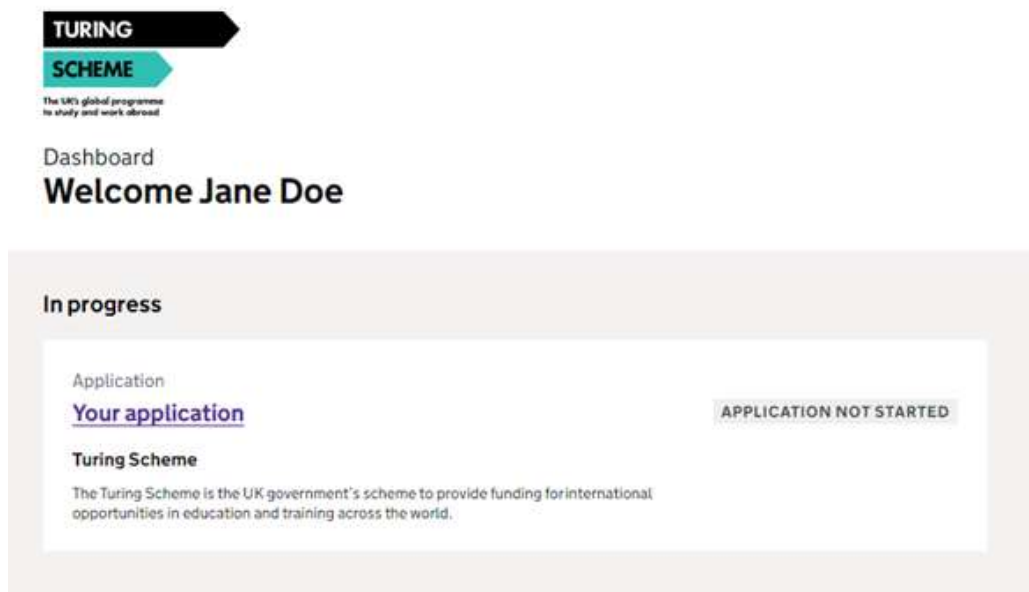 TURING
SCHEME
The UK's global programme
to study and work abroad
Dashboard
Welcome Jane Doe
In progress
Application
Your application
APPLICATION NOT STARTED
Turing Scheme
The Turing Scheme is the UK government's scheme to provide funding for international
opportunities in education and training across the world.